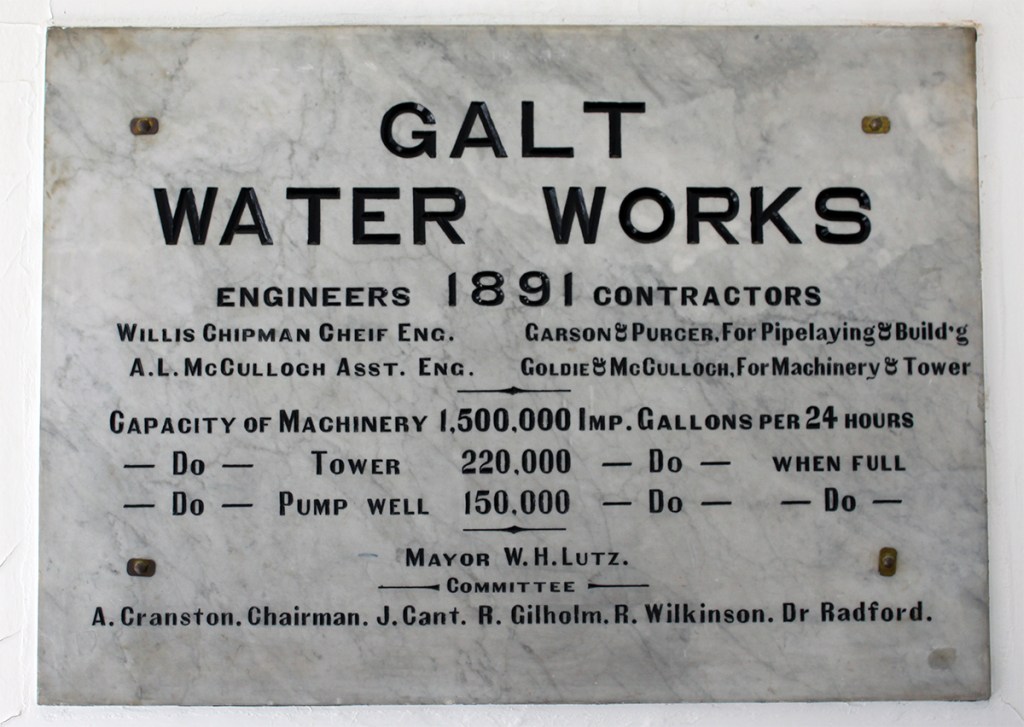 GALT
WATER WORKS
ENGINEERS 1891 CONTRACTORS
WILLIS CHIPMAN CHEIF ENG. GARSON & PURCER, For Pipelaying & Build'g
A.L. McCULLOCH ASST. ENG. GOLDIE & McCULLOCH, For Machinery & Tower
CAPACITY OF MACHINERY 1,500,000 IMP. GALLONS PER 24 HOURS
— Do — TOWER 220,000 — Do — WHEN FULL
— Do — PUMP WELL 150,000 — Do — — Do —
MAYOR W. H. LUTZ.
COMMITTEE
A. Cranston. Chairman. J. Cant. R. Gilholm. R. Wilkinson. Dr Radford.